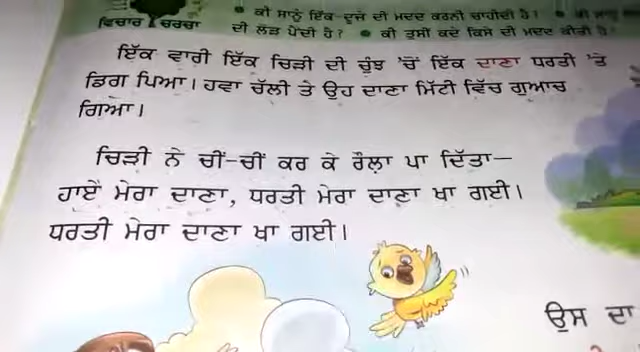 ਵਿਚਾਰ ਚਰਚਾ
• ਕੀ ਸਾਨੂੰ ਇੱਕ-ਦੂਜੇ ਦੀ ਮਦਦ ਕਰਨੀ ਚਾਹੀਦੀ ਹੈ? • ਕੀ ਸਾਨੂੰ
ਦੀ ਲੋੜ ਪੈਂਦੀ ਹੈ? • ਕੀ ਤੁਸੀਂ ਕਦੇ ਕਿਸੇ ਦੀ ਮਦਦ ਕੀਤੀ ਹੈ?
ਇੱਕ ਵਾਰੀ ਇੱਕ ਚਿੜੀ ਦੀ ਚੁੰਝ 'ਚੋਂ ਇੱਕ ਦਾਣਾ ਧਰਤੀ 'ਤੇ
ਡਿਗ ਪਿਆ। ਹਵਾ ਚੱਲੀ ਤੇ ਉਹ ਦਾਣਾ ਮਿੱਟੀ ਵਿੱਚ ਗੁਆਚ
ਗਿਆ।
ਚਿੜੀ ਨੇ ਚੀਂ-ਚੀਂ ਕਰ ਕੇ ਰੌਲਾ ਪਾ ਦਿੱਤਾ—
ਹਾਏ ਮੇਰਾ ਦਾਣਾ, ਧਰਤੀ ਮੇਰਾ ਦਾਣਾ ਖਾ ਗਈ।
ਧਰਤੀ ਮੇਰਾ ਦਾਣਾ ਖਾ ਗਈ।
ਉਸ ਦਾ